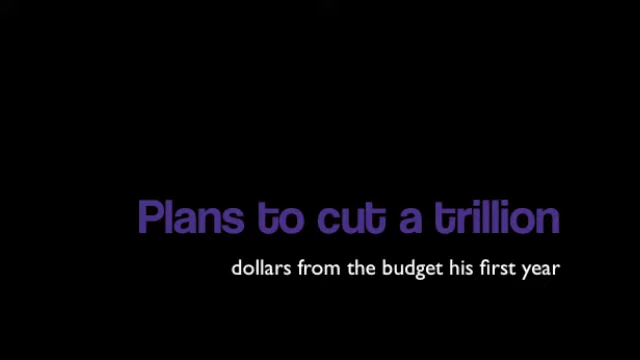 Plans to cut a trillion
dollars from the budget his first year